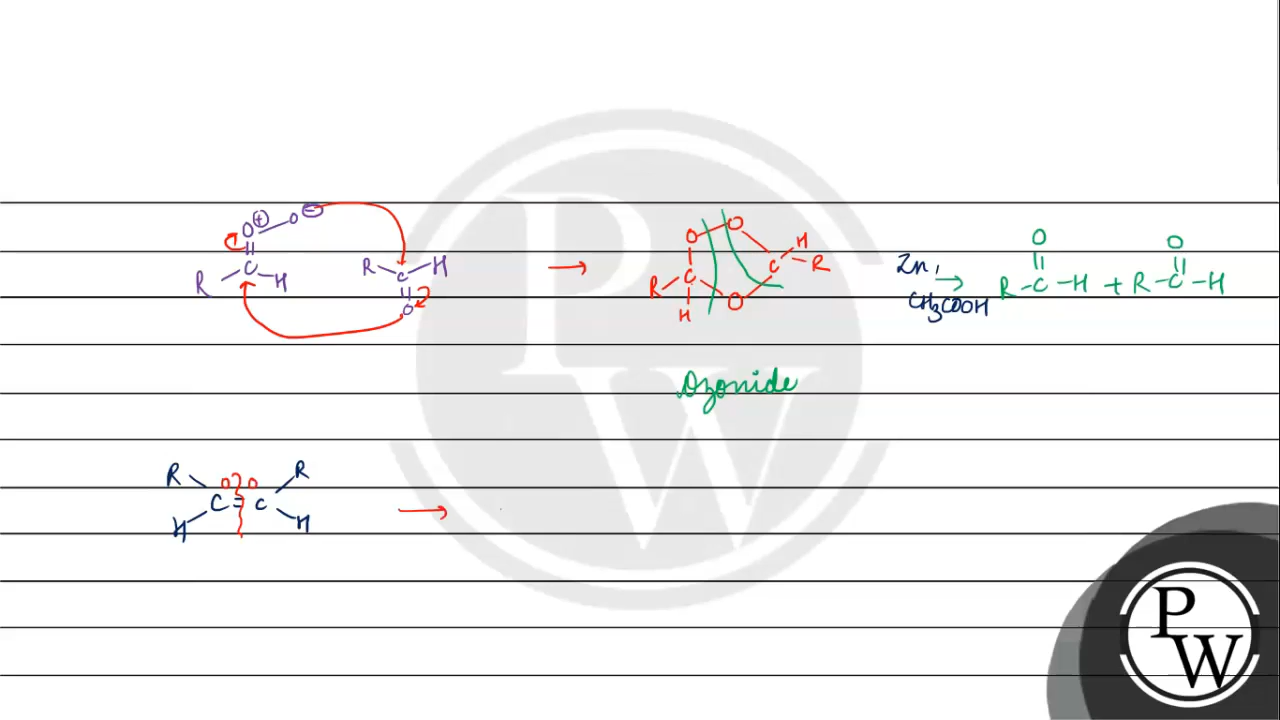 O⊕ O⊖
R C H R C H
O
O O
R C C H R
H O
Zn,
CH3COOH
O O
R-C-H + R-C-H
Ozonide
R O O R
C = C
H H
P
W
P
W